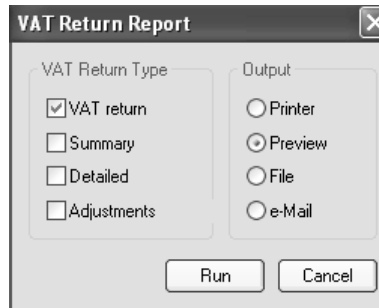 VAT Return Report
VAT Return Type
VAT return
Summary
Detailed
Adjustments
Output
Printer
Preview
File
e-Mail
Run
Cancel